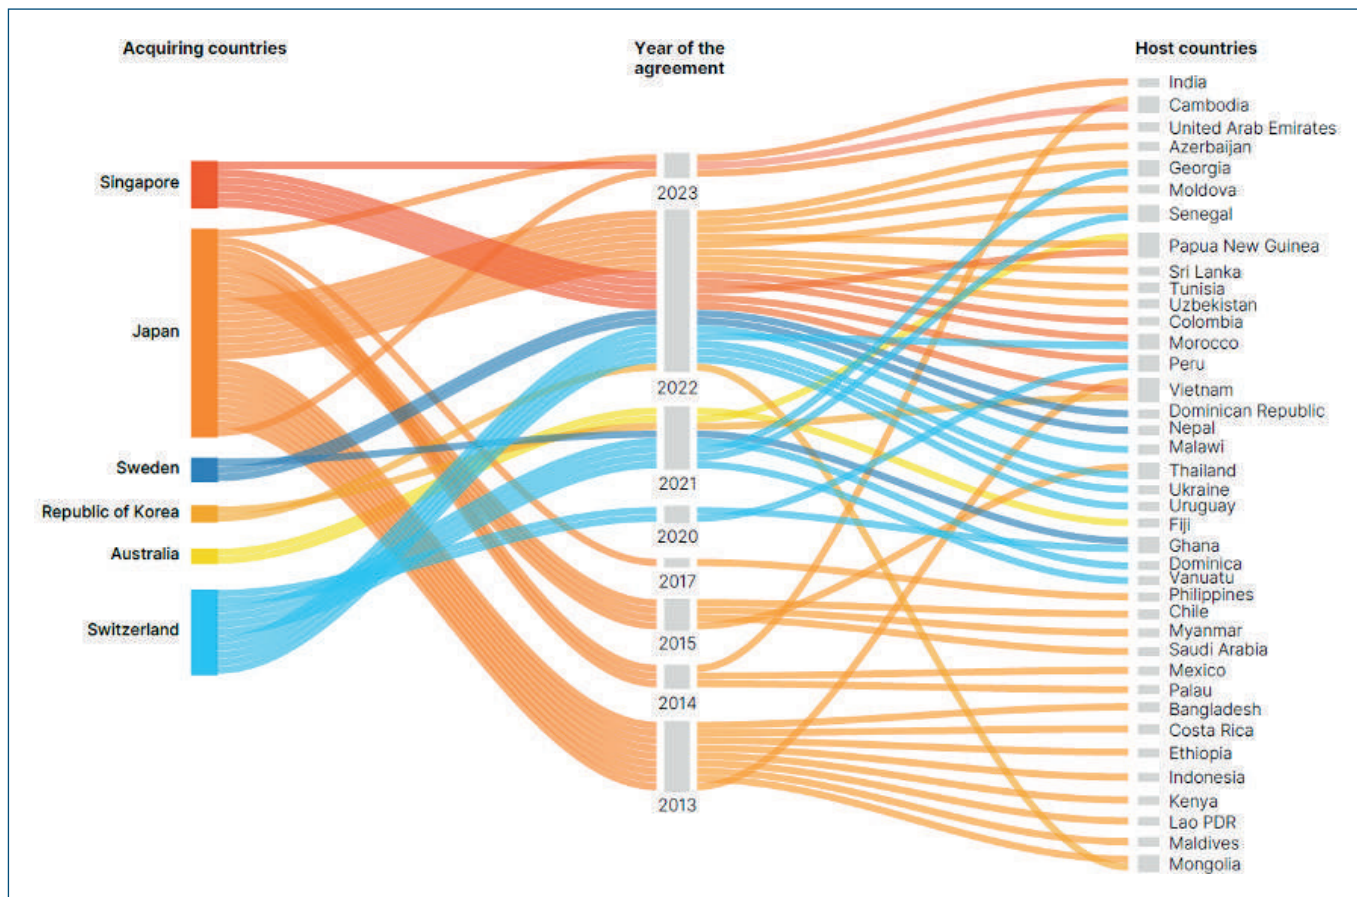 Acquiring countries
Year of the
agreement
Host countries
Singapore
Japan
Sweden
Republic of Korea
Australia
Switzerland
2023
2022
2021
2020
2017
2015
2014
2013
India
Cambodia
United Arab Emirates
Azerbaijan
Georgia
Moldova
Senegal
Papua New Guinea
Sri Lanka
Tunisia
Uzbekistan
Colombia
Morocco
Peru
Vietnam
Dominican Republic
Nepal
Malawi
Thailand
Ukraine
Uruguay
Fiji
Ghana
Dominica
Vanuatu
Philippines
Chile
Myanmar
Saudi Arabia
Mexico
Palau
Bangladesh
Costa Rica
Ethiopia
Indonesia
Kenya
Lao PDR
Maldives
Mongolia